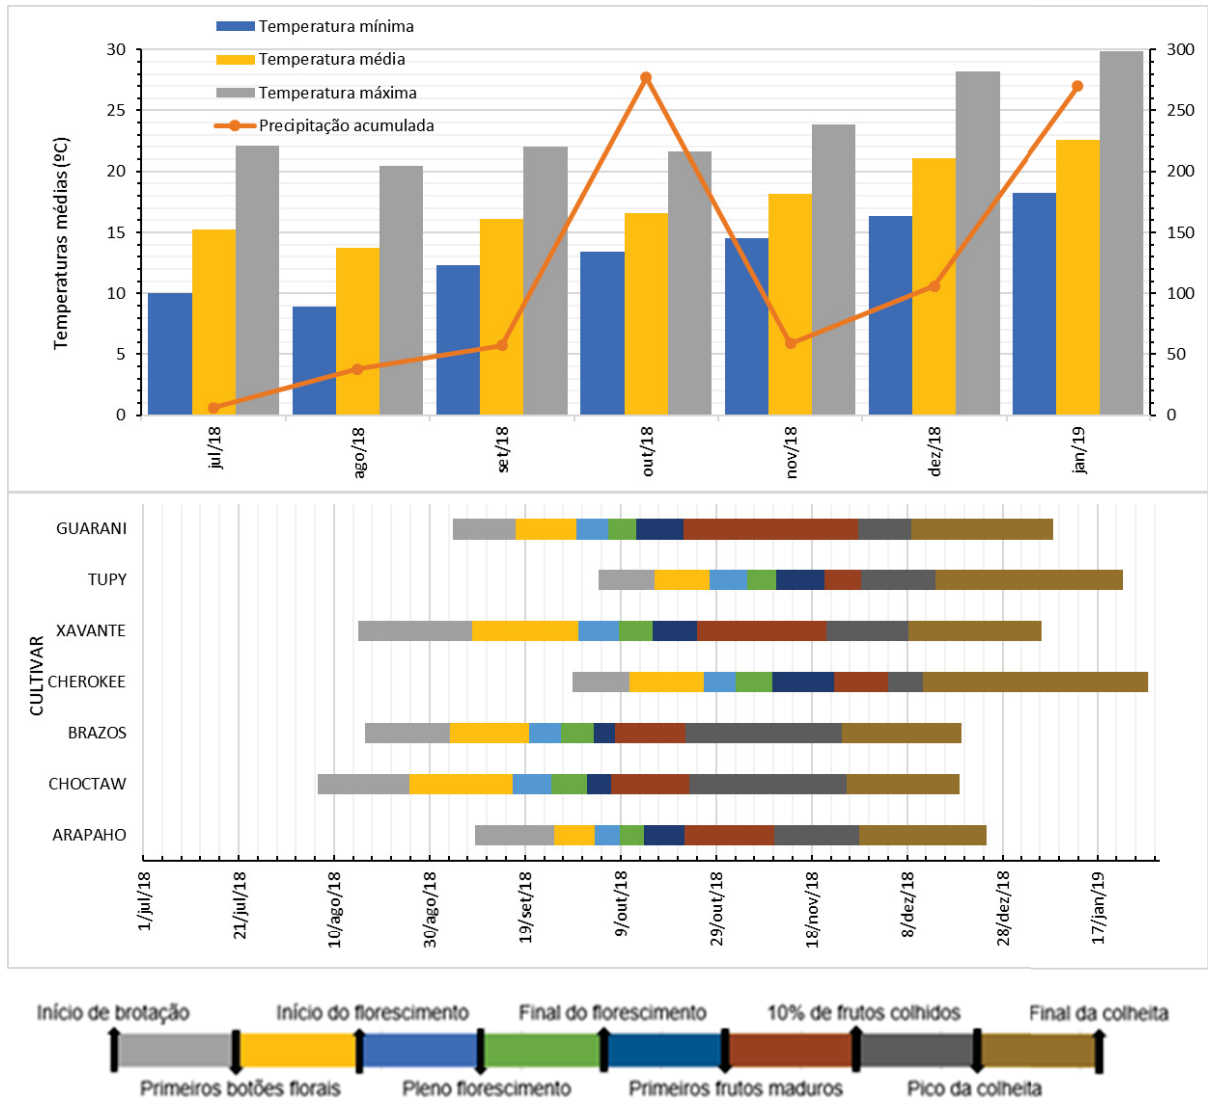 Temperatura mínima
Temperatura média
Temperatura máxima
Precipitação acumulada
Temperaturas médias (ºC)
30
25
20
15
10
5
0
300
250
200
150
100
50
0
jul/18
ago/18
set/18
out/18
nov/18
dez/18
jan/19
CULTIVAR
GUARANI
TUPY
XAVANTE
CHEROKEE
BRAZOS
CHOCTAW
ARAPAHO
1/jul/18
21/jul/18
10/ago/18
30/ago/18
19/set/18
9/out/18
29/out/18
18/nov/18
8/dez/18
28/dez/18
17/jan/19
Início de brotação
Início do florescimento
Final do florescimento
10% de frutos colhidos
Final da colheita
Primeiros botões florais
Pleno florescimento
Primeiros frutos maduros
Pico da colheita